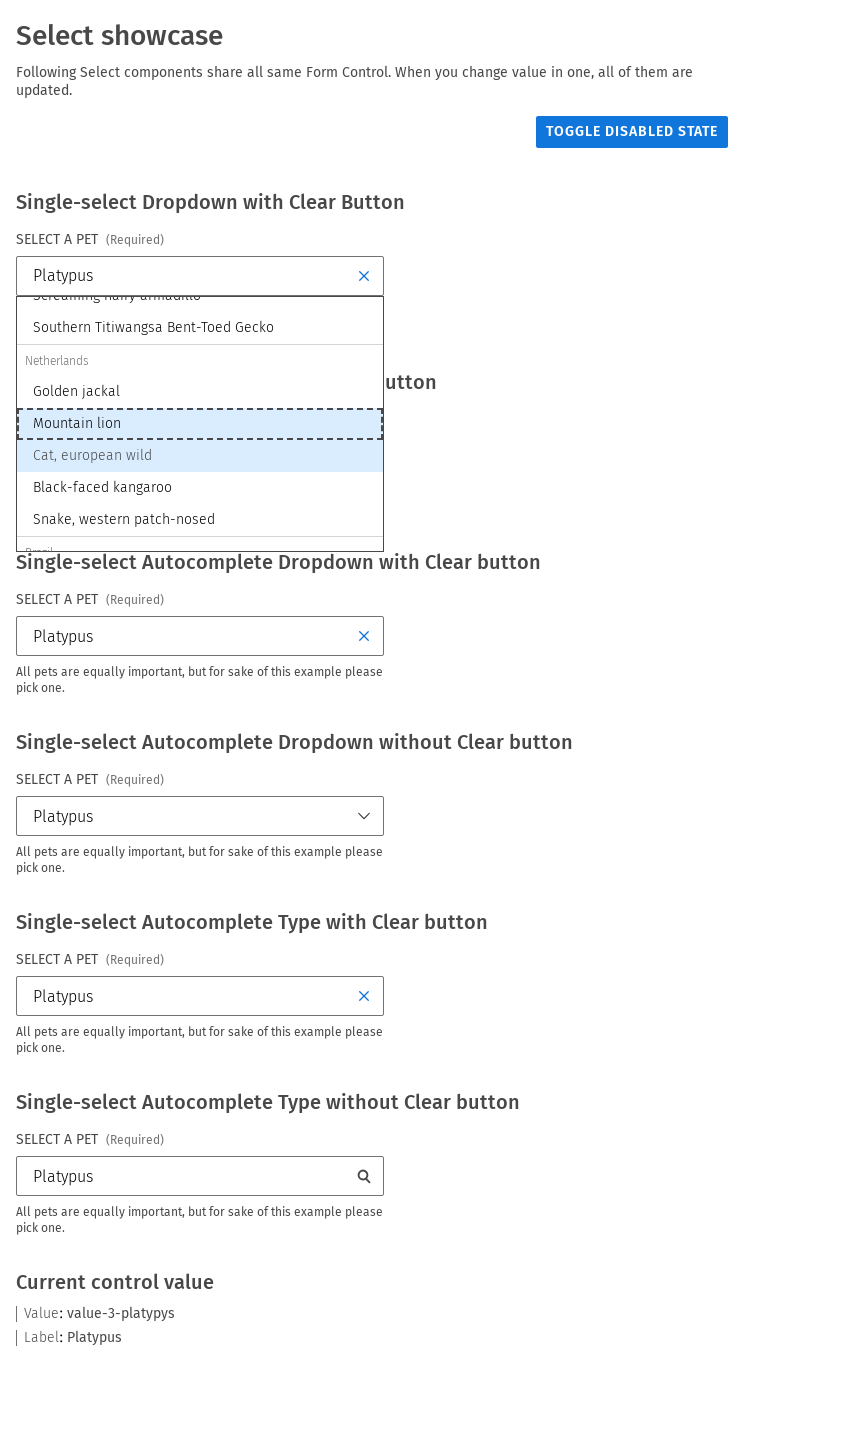 Select showcase
Following Select components share all same Form Control. When you change value in one, all of them are
updated.
TOGGLE DISABLED STATE
Single-select Dropdown with Clear Button
SELECT A PET (Required)
Platypus
Screaming hairy armadillo
Southern Titiwangsa Bent-Toed Gecko
Netherlands
utton
Golden jackal
Mountain lion
Cat, european wild
Black-faced kangaroo
Snake, western patch-nosed
Brazil
Single-select Autocomplete Dropdown with Clear button
SELECT A PET (Required)
Platypus
All pets are equally important, but for sake of this example please
pick one.
Single-select Autocomplete Dropdown without Clear button
SELECT A PET (Required)
Platypus
All pets are equally important, but for sake of this example please
pick one.
Single-select Autocomplete Type with Clear button
SELECT A PET (Required)
Platypus
All pets are equally important, but for sake of this example please
pick one.
Single-select Autocomplete Type without Clear button
SELECT A PET (Required)
Platypus
All pets are equally important, but for sake of this example please
pick one.
Current control value
Value: value-3-platypys
Label: Platypus